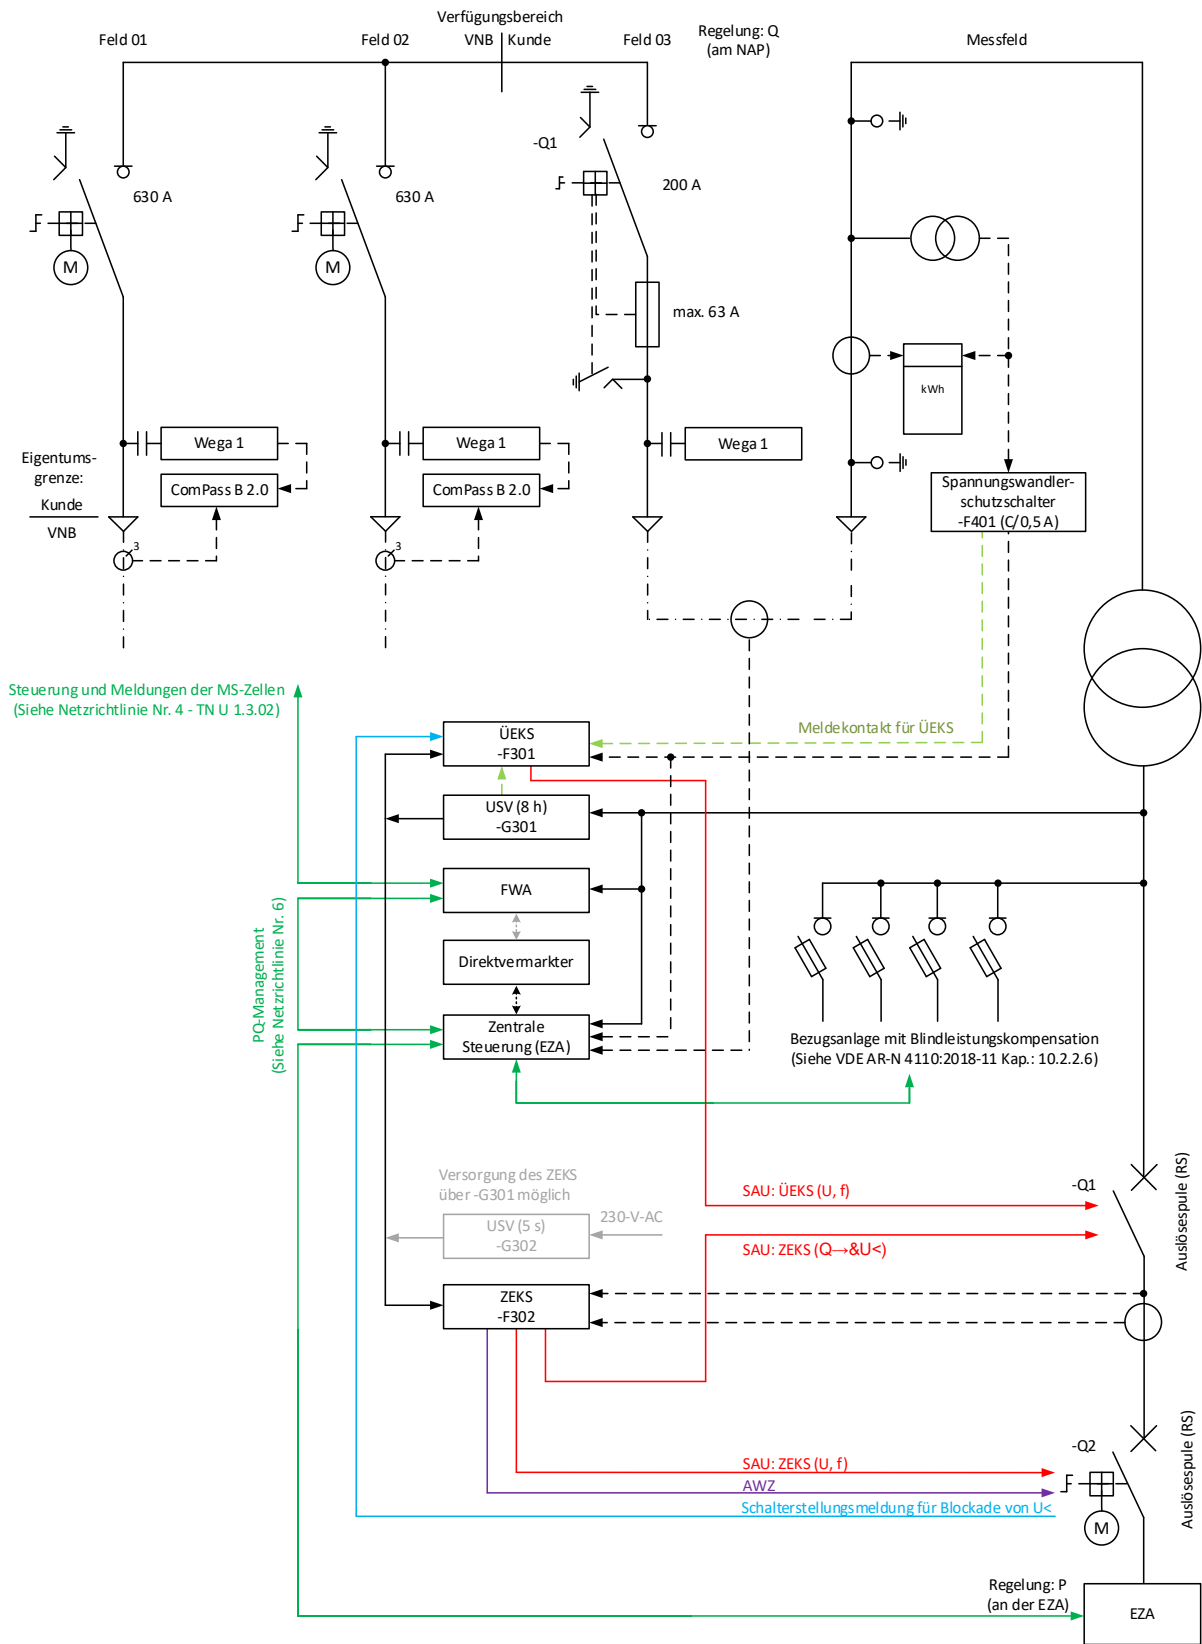 Verfügungsbereich
Feld 01
Feld 02
VNB
Kunde
Feld 03
Regelung: Q
(am NAP)
Messfeld
-Q1
630 A
630 A
200 A
M
M
max. 63 A
kWh
Wega 1
Wega 1
Wega 1
Eigentums-
grenze:
Kunde
VNB
ComPass B 2.0
ComPass B 2.0
Spannungswandler-
schutzschalter
-F401 (C/0,5 A)
3
3
Steuerung und Meldungen der MS-Zellen
(Siehe Netzrichtlinie Nr. 4 - TN U 1.3.02)
ÜEKS
-F301
Meldekontakt für ÜEKS
USV (8 h)
-G301
FWA
PQ-Management
(Siehe Netzrichtlinie Nr. 6)
Direktvermarkter
Zentrale
Steuerung (EZA)
Bezugsanlage mit Blindleistungskompensation
(Siehe VDE AR-N 4110:2018-11 Kap.: 10.2.2.6)
Versorgung des ZEKS
über -G301 möglich
USV (5 s)
-G302
230-V-AC
SAU: ÜEKS (U, f)
SAU: ZEKS (Q→&U<)
-Q1
Auslösespule (RS)
ZEKS
-F302
-Q2
Auslösespule (RS)
SAU: ZEKS (U, f)
AWZ
Schalterstellungsmeldung für Blockade von U<
M
Regelung: P
(an der EZA)
EZA